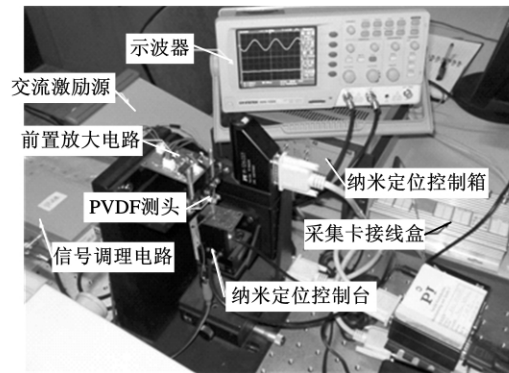 示波器
交流激励源
前置放大电路
PVDF测头
纳米定位控制箱
采集卡接线盒
信号调理电路
纳米定位控制台
PI